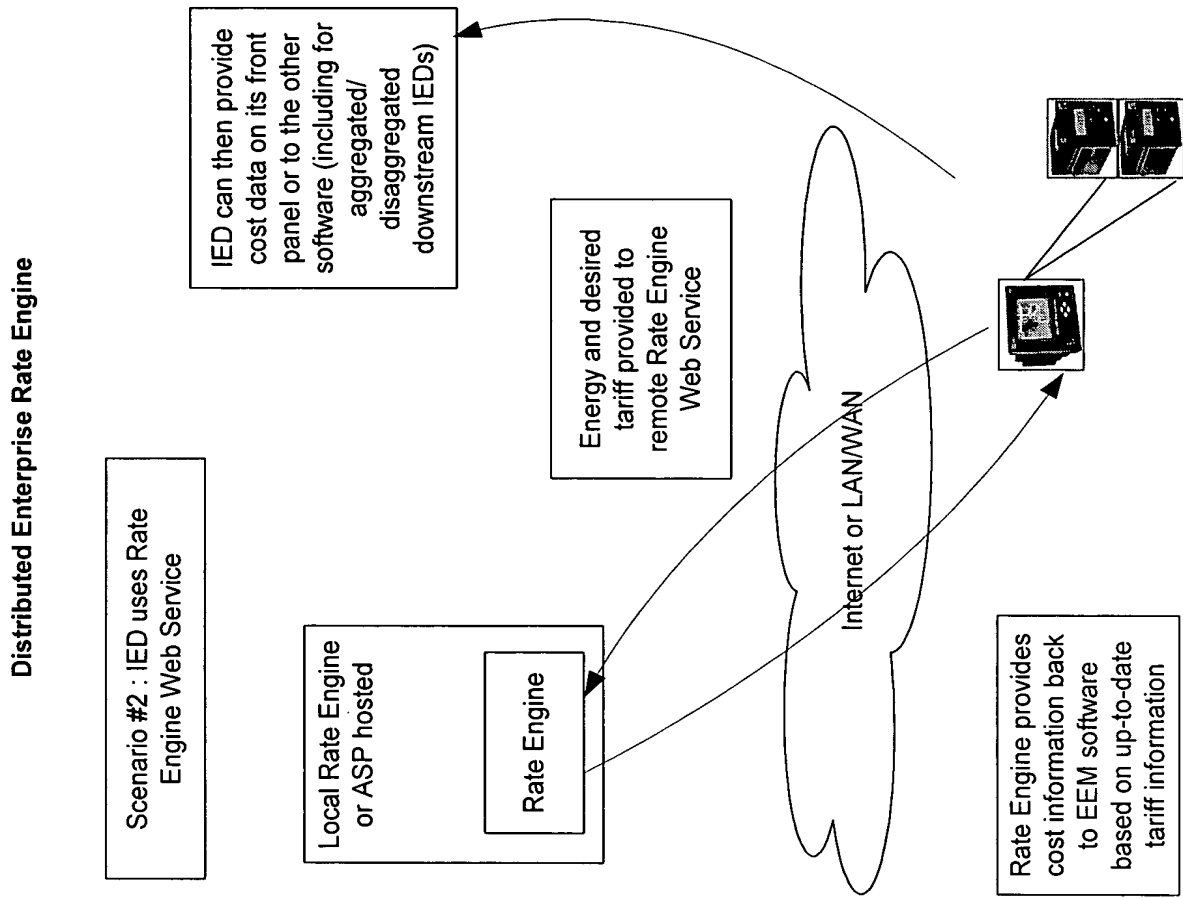 Distributed Enterprise Rate Engine
Scenario #2 : IED uses Rate
Engine Web Service
Local Rate Engine
or ASP hosted
Rate Engine
Energy and desired
tariff provided to
remote Rate Engine
Web Service
IED can then provide
cost data on its front
panel or to the other
software (including for
aggregated/
disaggregated
downstream IEDs)
Internet or LAN/WAN
Rate Engine provides
cost information back
to EEM software
based on up-to-date
tariff information